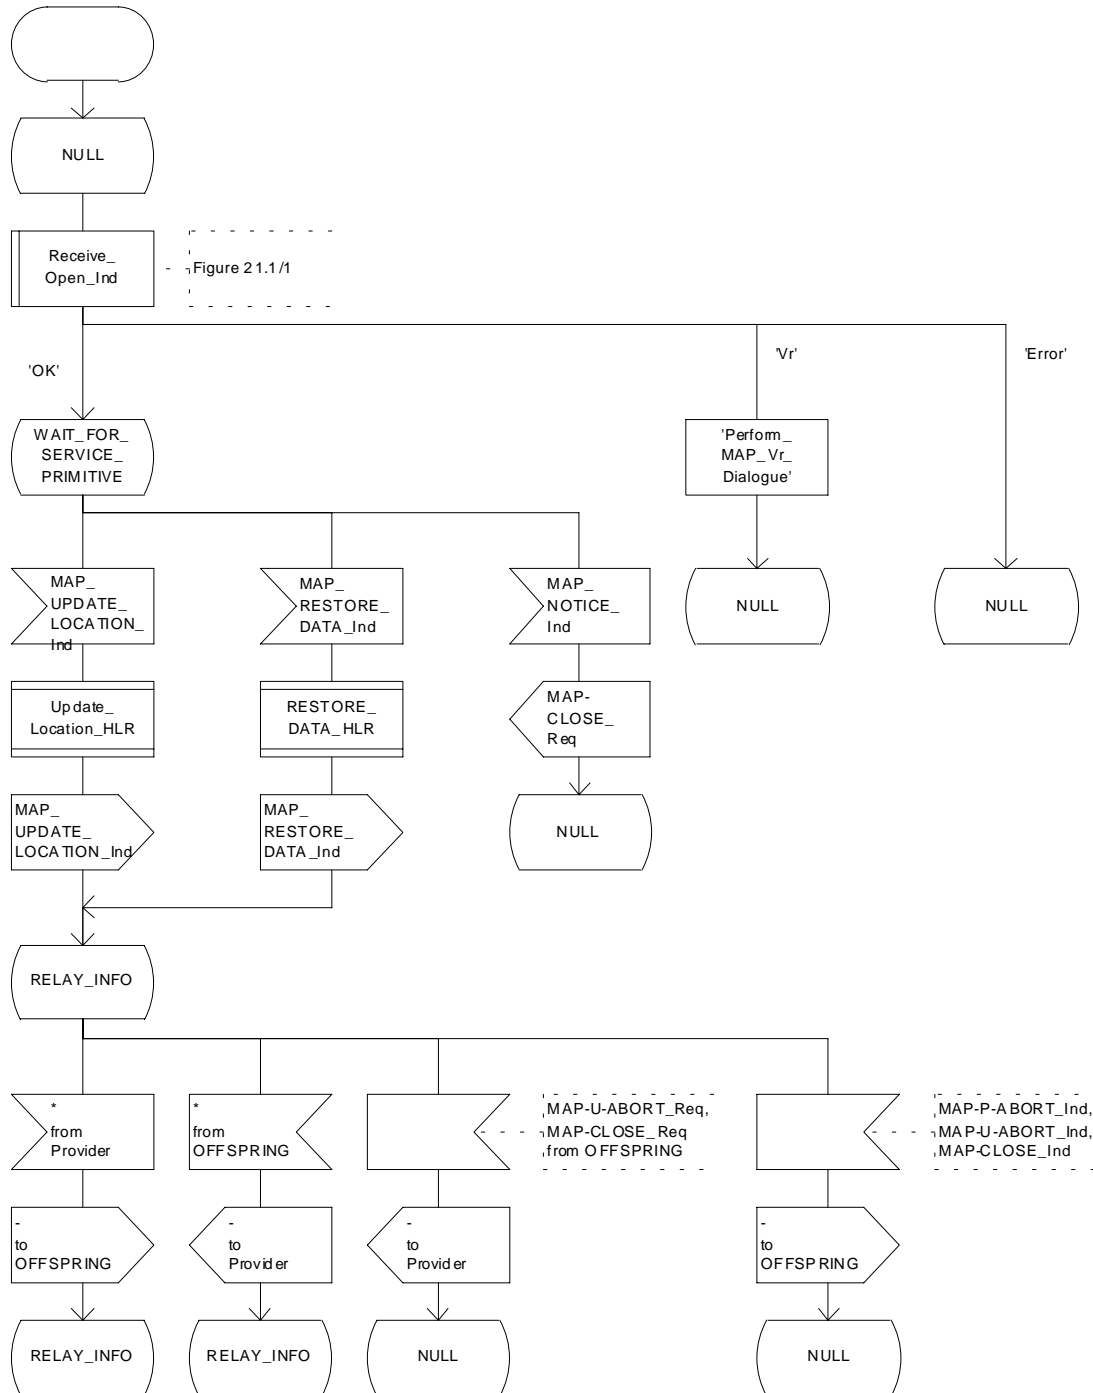 NULL
Receive_
Open_Ind
Figure 21.1/1
'OK'
'Vr'
'Error'
WAIT_FOR_
SERVICE_
PRIMITIVE
'Perform_
MAP_Vr_
Dialogue'
MAP_
UPDATE_
LOCATION_
Ind
MAP_
RESTORE_
DATA_Ind
MAP_
NOTICE_
Ind
NULL
NULL
Update_
Location_HLR
RESTORE_
DATA_HLR
MAP-
CLOSE_
Req
MAP_
UPDATE_
LOCATION_Ind
MAP_
RESTORE_
DATA_Ind
NULL
RELAY_INFO
*
from
Provider
*
from
OFFSPRING
MAP-U-ABORT_Req,
MAP-CLOSE_Req
from OFFSPRING
MAP-P-ABORT_Ind,
MAP-U-ABORT_Ind,
MAP-CLOSE_Ind
-
to
OFFSPRING
-
to
Provider
-
to
Provider
-
to
OFFSPRING
RELAY_INFO
RELAY_INFO
NULL
NULL